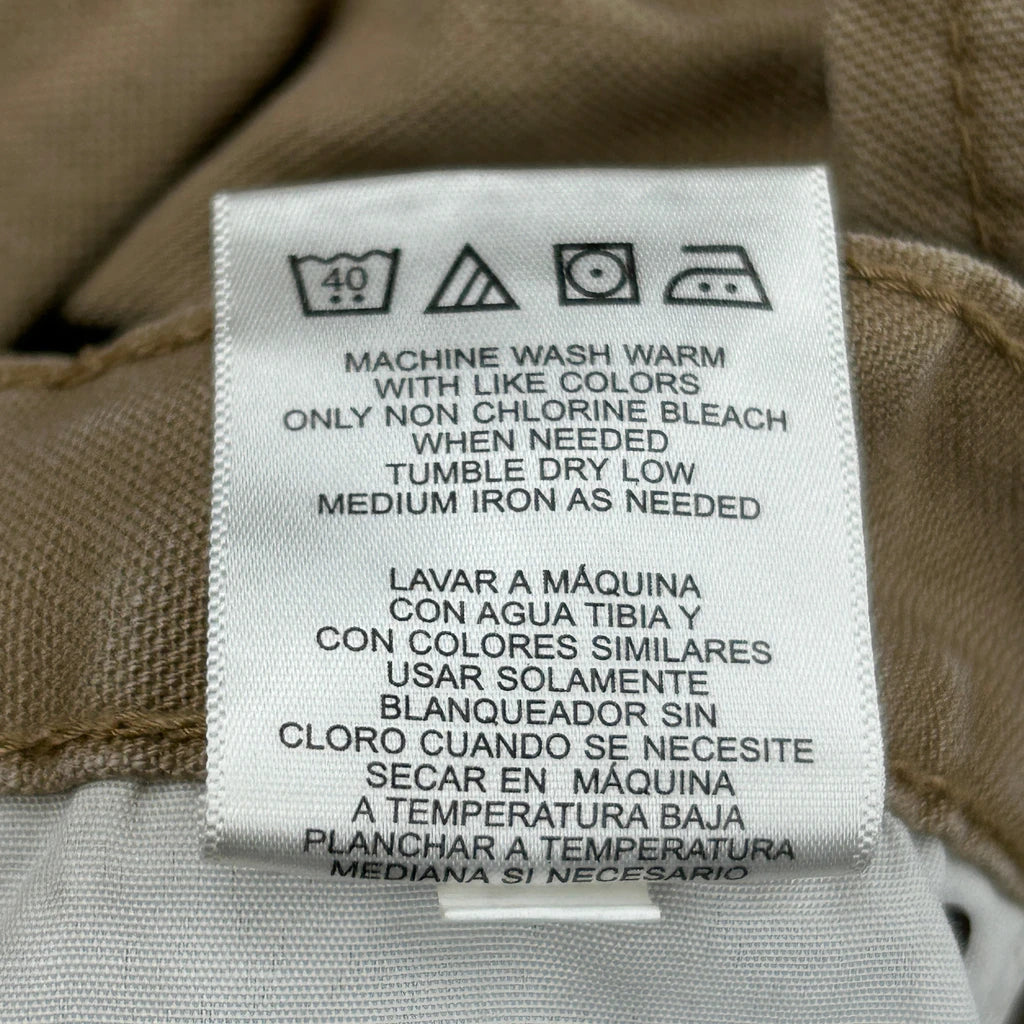 40
MACHINE WASH WARM
WITH LIKE COLORS
ONLY NON CHLORINE BLEACH
WHEN NEEDED
TUMBLE DRY LOW
MEDIUM IRON AS NEEDED
LAVAR A MÁQUINA
CON AGUA TIBIA Y
CON COLORES SIMILARES
USAR SOLAMENTE
BLANQUEADOR SIN
CLORO CUANDO SE NECESITE
SECAR EN MÁQUINA
A TEMPERATURA BAJA
PLANCHAR A TEMPERATURA
MEDIANA SI NECESARIO